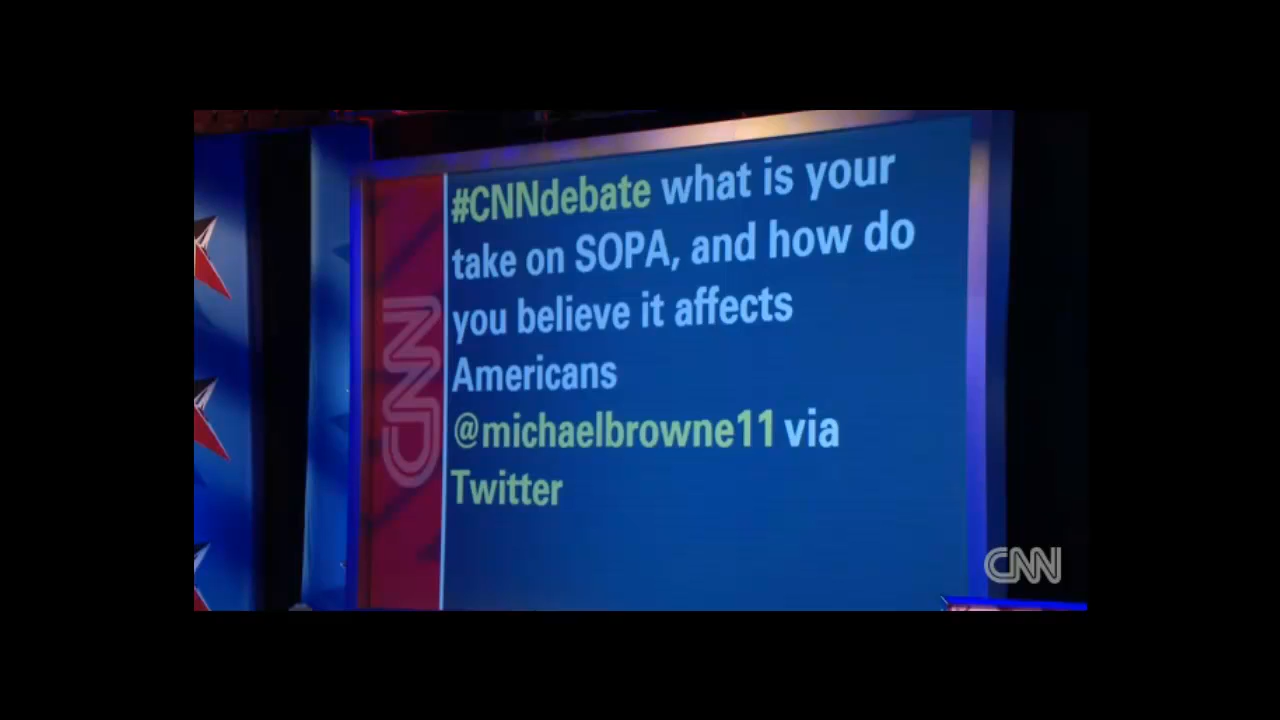 #CNNdebate what is your
take on SOPA, and how do
you believe it affects
Americans
@michaelbrowne11 via
Twitter
CNN
CNN